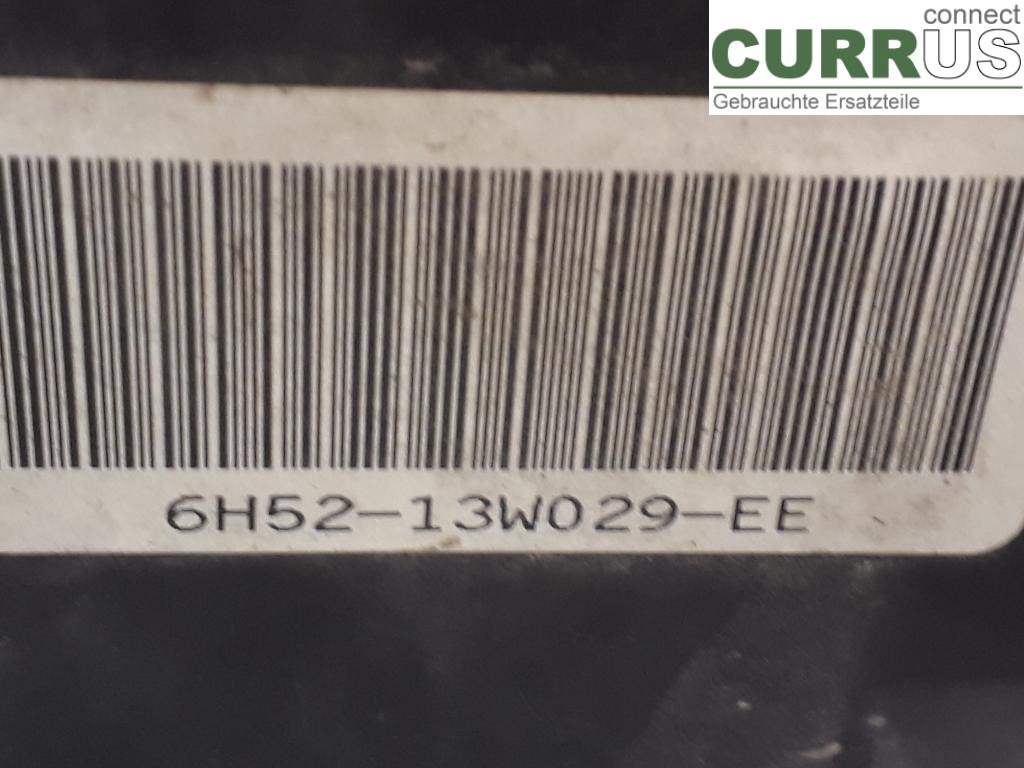 connect
CURRUS
Gebrauchte Ersatzteile
6H52-13W029-EE